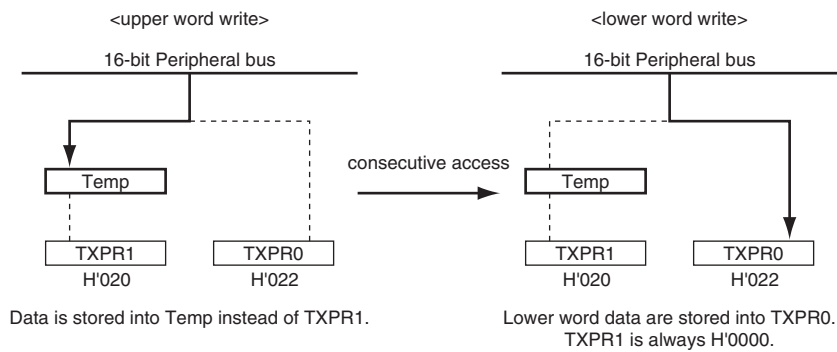 <upper word write>
16-bit Peripheral bus
Temp
TXPR1
TXPR0
H'020
H'022
Data is stored into Temp instead of TXPR1.
consecutive access
<lower word write>
16-bit Peripheral bus
Temp
TXPR1
TXPR0
H'020
H'022
Lower word data are stored into TXPR0.
TXPR1 is always H'0000.